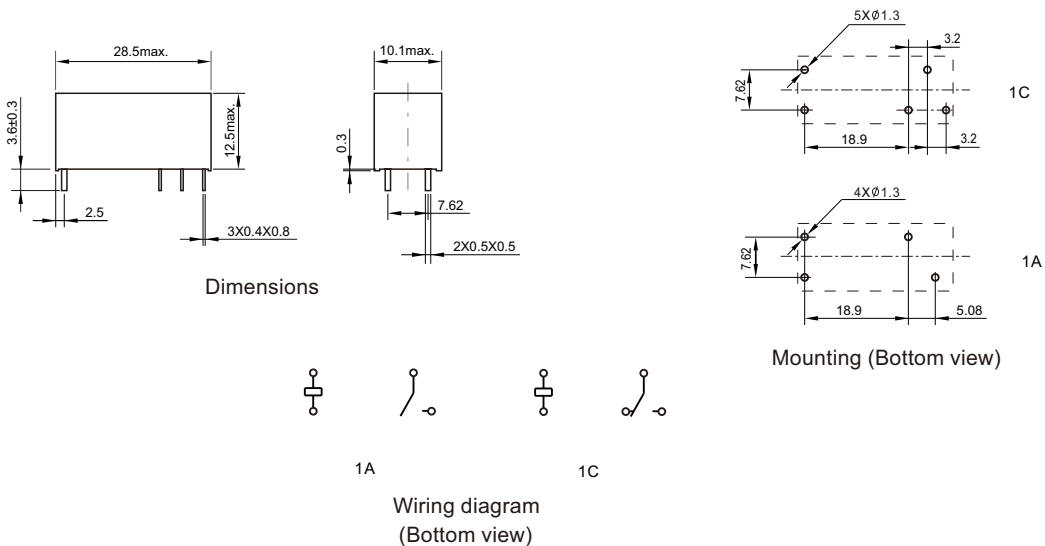 28.5max.
3.6±0.3
12.5max.
2.5
3X0.4X0.8
10.1max.
0.3
7.62
2X0.5X0.5
Dimensions
5XØ1.3
3.2
7.62
18.9
3.2
1C
4XØ1.3
7.62
18.9
5.08
1A
Mounting (Bottom view)
1A
1C
Wiring diagram
(Bottom view)